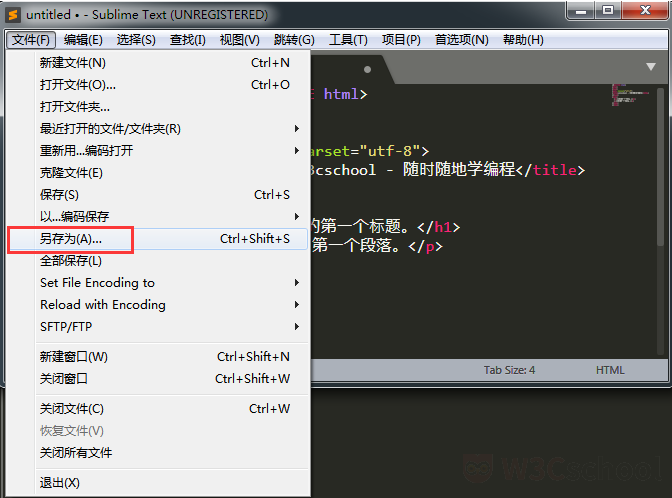 untitled • - Sublime Text (UNREGISTERED)
文件(F) 编辑(E) 选择(S) 查找(I) 视图(V) 跳转(G) 工具(T) 项目(P) 首选项(N) 帮助(H)
新建文件(N) Ctrl+N
打开文件(O)... Ctrl+O
html>
打开文件夹...
最近打开的文件/文件夹(R)
重新用...编码打开
arset="utf-8">
克隆文件(E)
3cschool - 随时随地学编程</title>
保存(S) Ctrl+S
以...编码保存
的第一个标题。</h1>
另存为(A)... Ctrl+Shift+S
第一个段落。</p>
全部保存(L)
Set File Encoding to
Reload with Encoding
SFTP/FTP
新建窗口(W) Ctrl+Shift+N
关闭窗口 Ctrl+Shift+W
Tab Size: 4 HTML
关闭文件(C) Ctrl+W
恢复文件(V)
关闭所有文件
W3Cschool
退出(X)